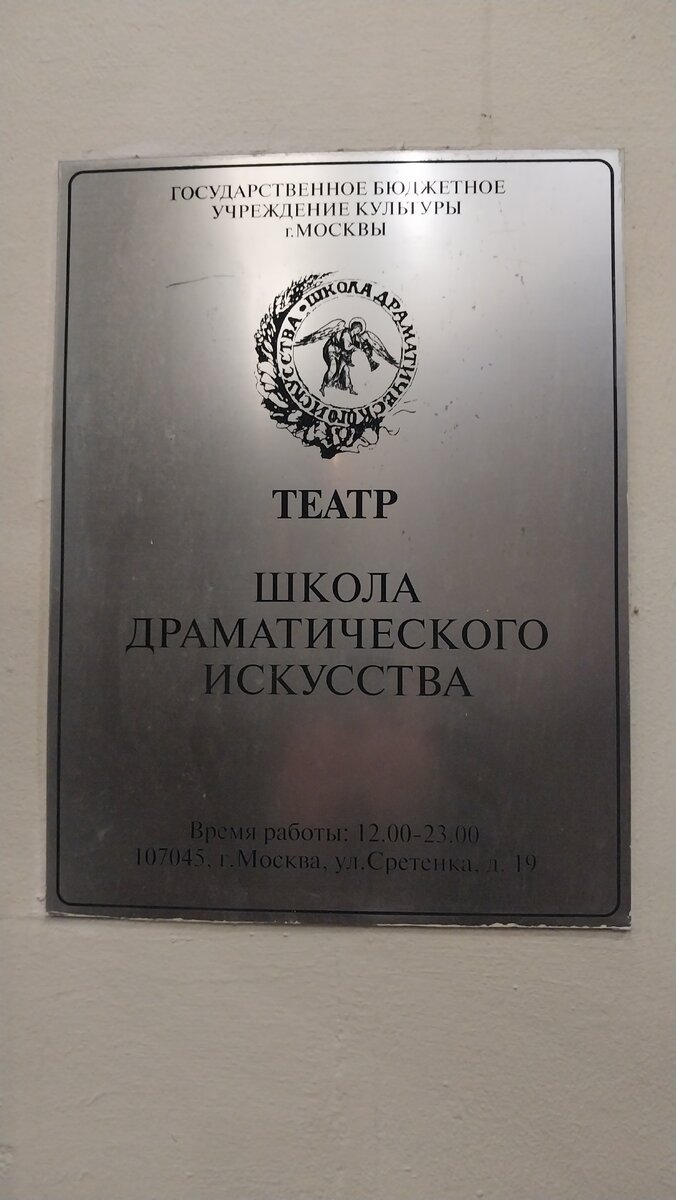 ГОСУДАРСТВЕННОЕ БЮДЖЕТНОЕ
УЧРЕЖДЕНИЕ КУЛЬТУРЫ
г.МОСКВЫ
• ШКОЛА ДРАМАТИЧЕСКОГО ИСКУССТВА
ТЕАТР
ШКОЛА
ДРАМАТИЧЕСКОГО
ИСКУССТВА
Время работы: 12.00-23.00
107045, г.Москва, ул.Сретенка, д. 19